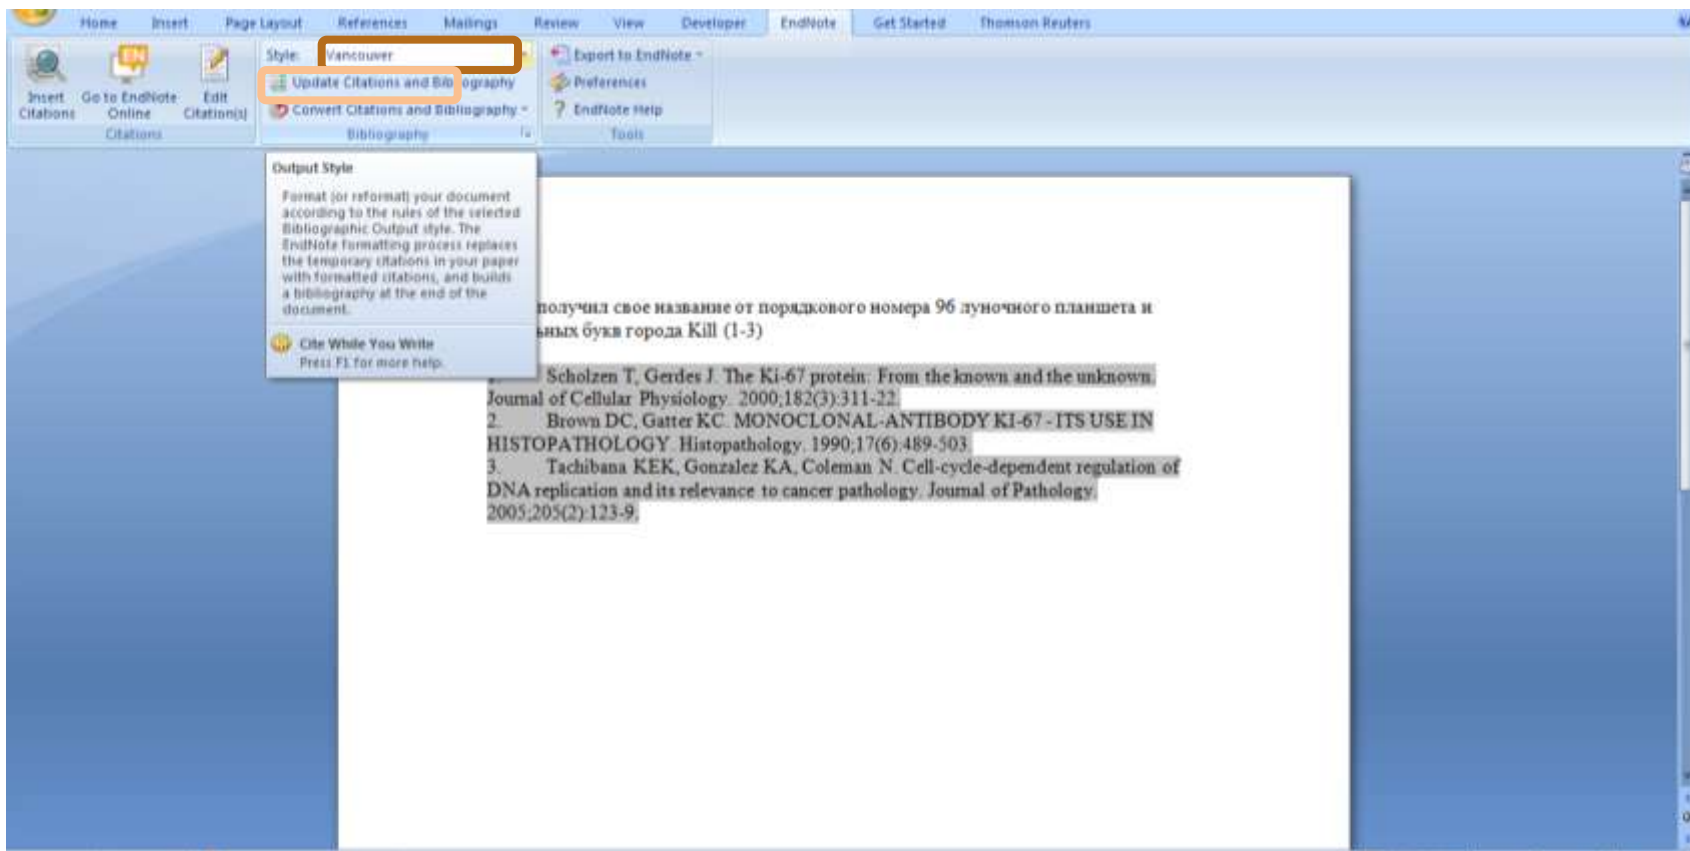 Home Insert Page Layout References Mailings Review View Developer EndNote Get Started Thomson Reuters
Style: Vancouver
Update Citations and Bibliography
Convert Citations and Bibliography
Insert Citations
Go to EndNote Online
Edit Citation(s)
Citations
Bibliography
Export to EndNote
Preferences
EndNote Help
Tools
Output Style
Format (or reformat) your document
according to the rules of the selected
Bibliographic Output style. The
EndNote formatting process replaces
the temporary citations in your paper
with formatted citations, and builds
a bibliography at the end of the
document.
Cite While You Write
Press F1 for more help.
получил свое название от порядкового номера 96 луночного планшета и
ьных букв города Kill (1-3)
Scholzen T, Gerdes J. The Ki-67 protein: From the known and the unknown.
Journal of Cellular Physiology. 2000;182(3):311-22.
2. Brown DC, Gatter KC. MONOCLONAL-ANTIBODY KI-67 - ITS USE IN
HISTOPATHOLOGY. Histopathology. 1990;17(6):489-503.
3. Tachibana KEK, Gonzalez KA, Coleman N. Cell-cycle-dependent regulation of
DNA replication and its relevance to cancer pathology. Journal of Pathology.
2005;205(2):123-9.